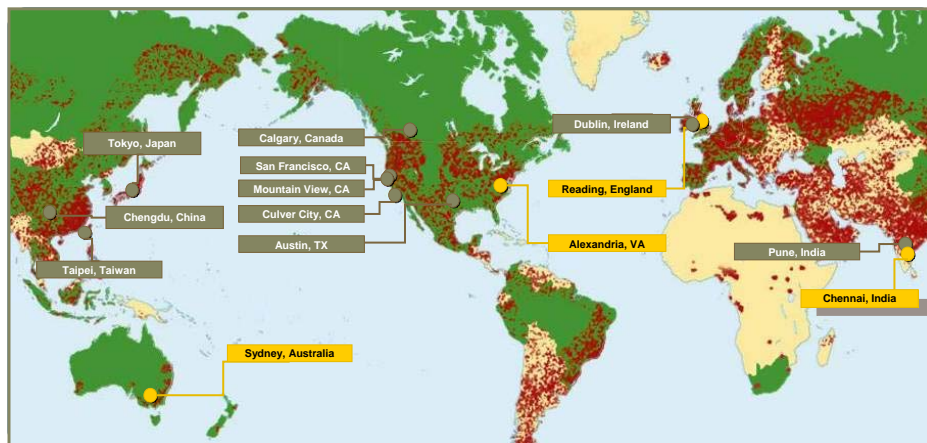 Tokyo, Japan
Calgary, Canada
Dublin, Ireland
San Francisco, CA
Mountain View, CA
Reading, England
Chengdu, China
Culver City, CA
Austin, TX
Alexandria, VA
Pune, India
Taipei, Taiwan
Chennai, India
Sydney, Australia